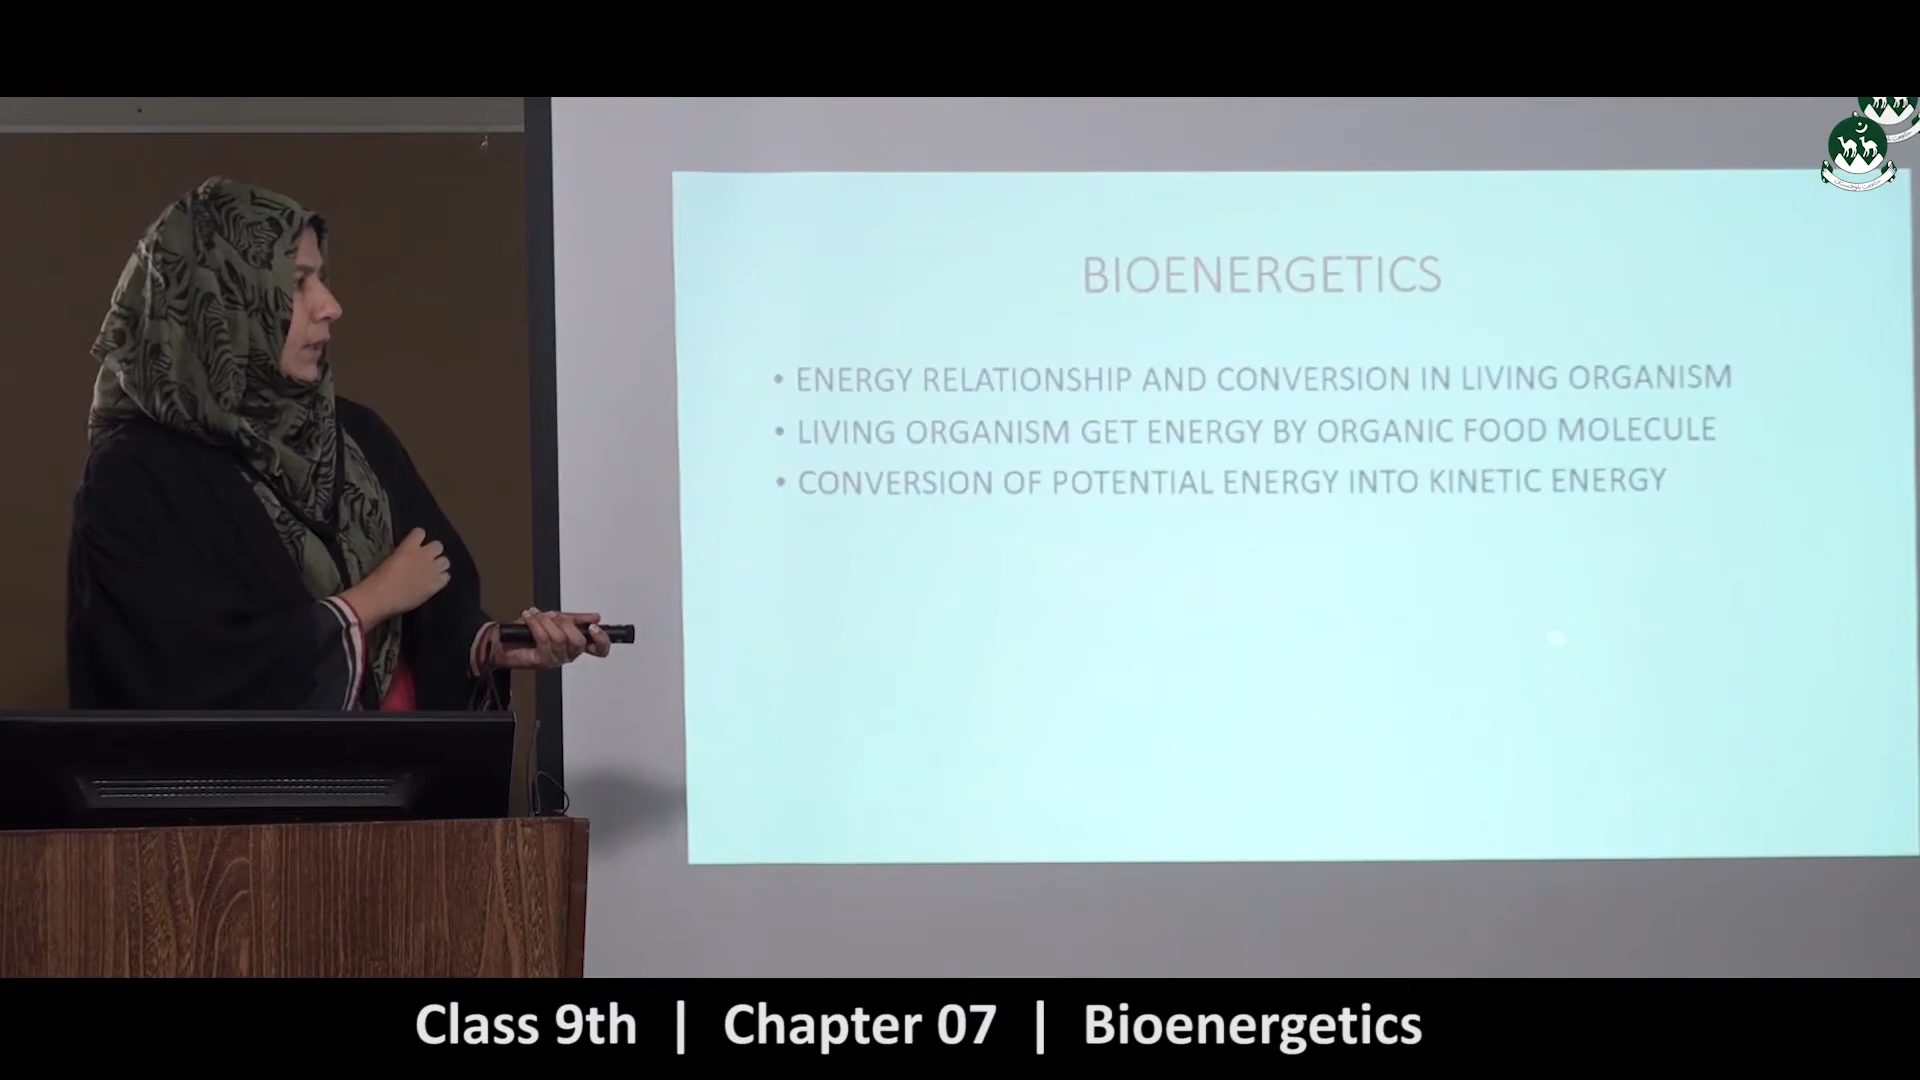 BIOENERGETICS
• ENERGY RELATIONSHIP AND CONVERSION IN LIVING ORGANISM
• LIVING ORGANISM GET ENERGY BY ORGANIC FOOD MOLECULE
• CONVERSION OF POTENTIAL ENERGY INTO KINETIC ENERGY
Class 9th | Chapter 07 | Bioenergetics